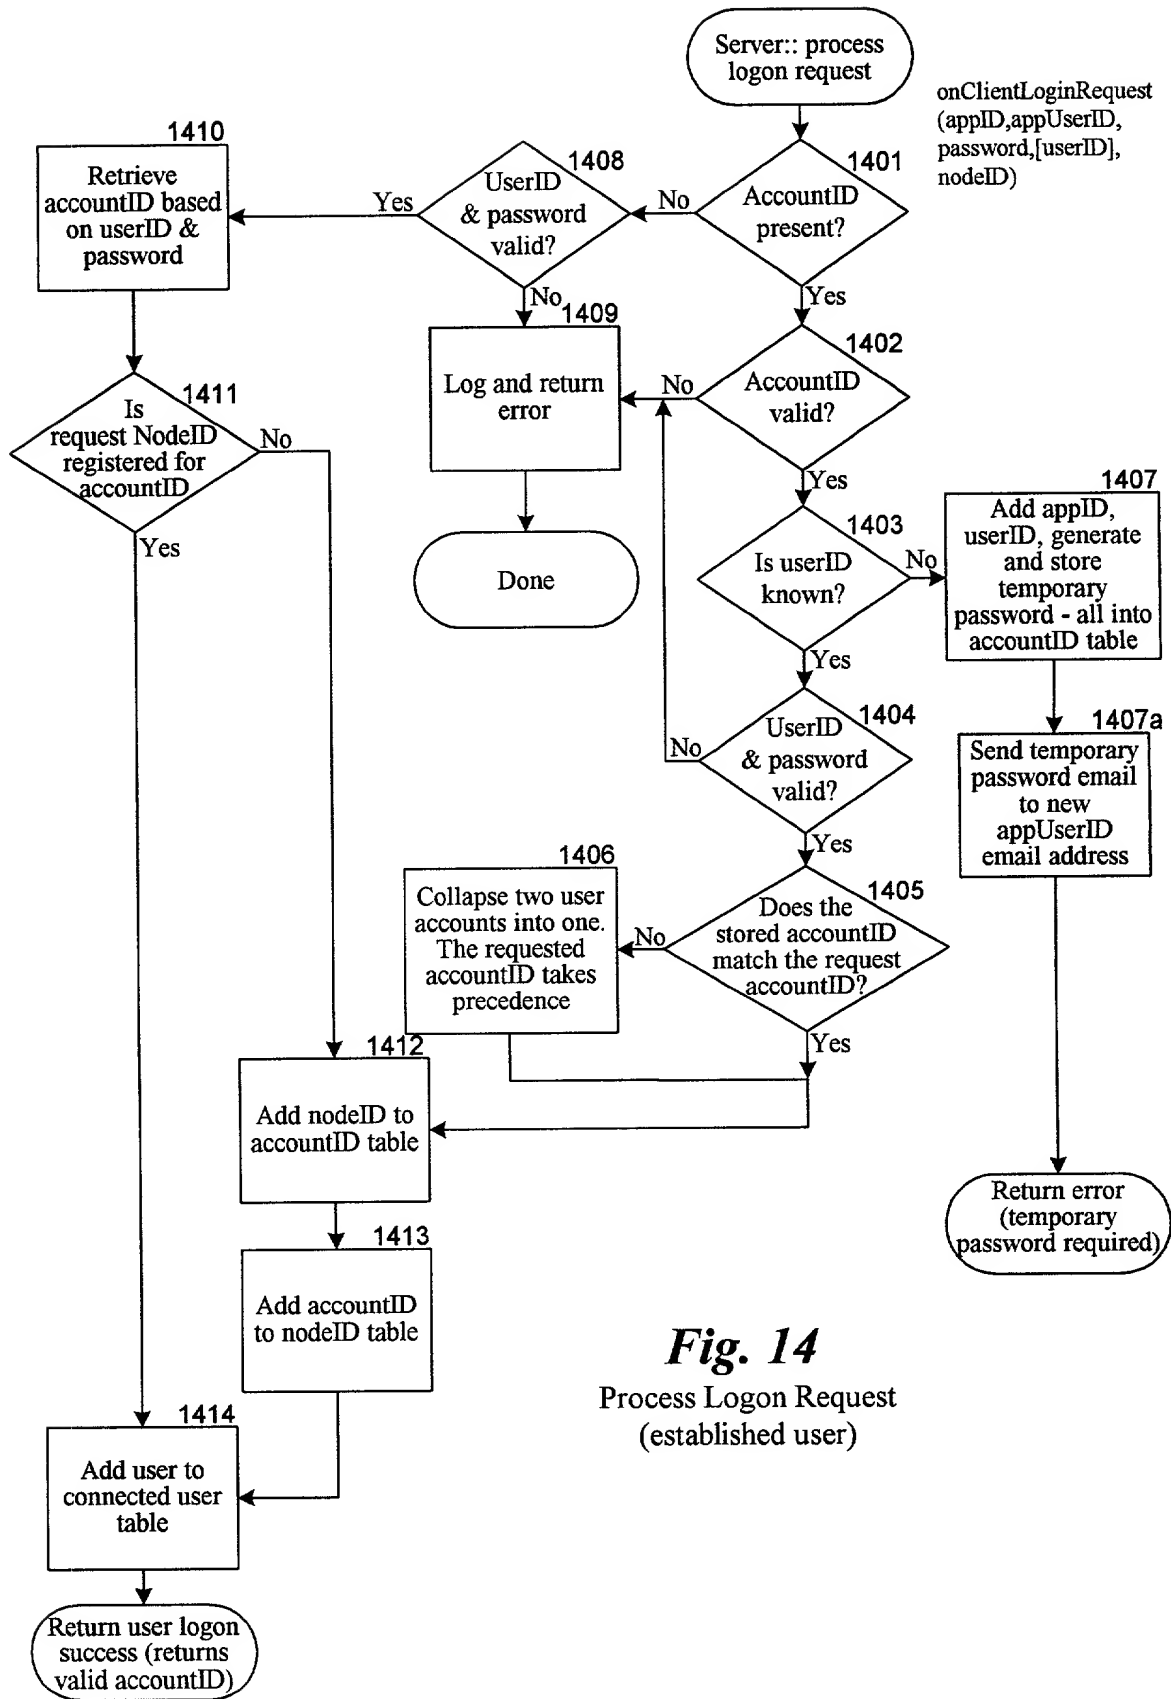 Server:: process
logon request
onClientLoginRequest
(appID,appUserID,
password,[userID],
nodeID)
1401
AccountID
present?
No
Yes
1408
UserID
& password
valid?
Yes
No
1410
Retrieve
accountID based
on userID &
password
1409
Log and return
error
Done
1402
AccountID
valid?
No
Yes
1411
Is
request NodeID
registered for
accountID
No
Yes
1403
Is userID
known?
No
Yes
1407
Add appID,
userID, generate
and store
temporary
password - all into
accountID table
1404
UserID
& password
valid?
No
Yes
1407a
Send temporary
password email
to new
appUserID
email address
1405
Does the
stored accountID
match the request
accountID?
No
Yes
1406
Collapse two user
accounts into one.
The requested
accountID takes
precedence
1412
Add nodeID to
accountID table
Return error
(temporary
password required)
1413
Add accountID
to nodeID table
1414
Add user to
connected user
table
Return user logon
success (returns
valid accountID)
Fig. 14
Process Logon Request
(established user)